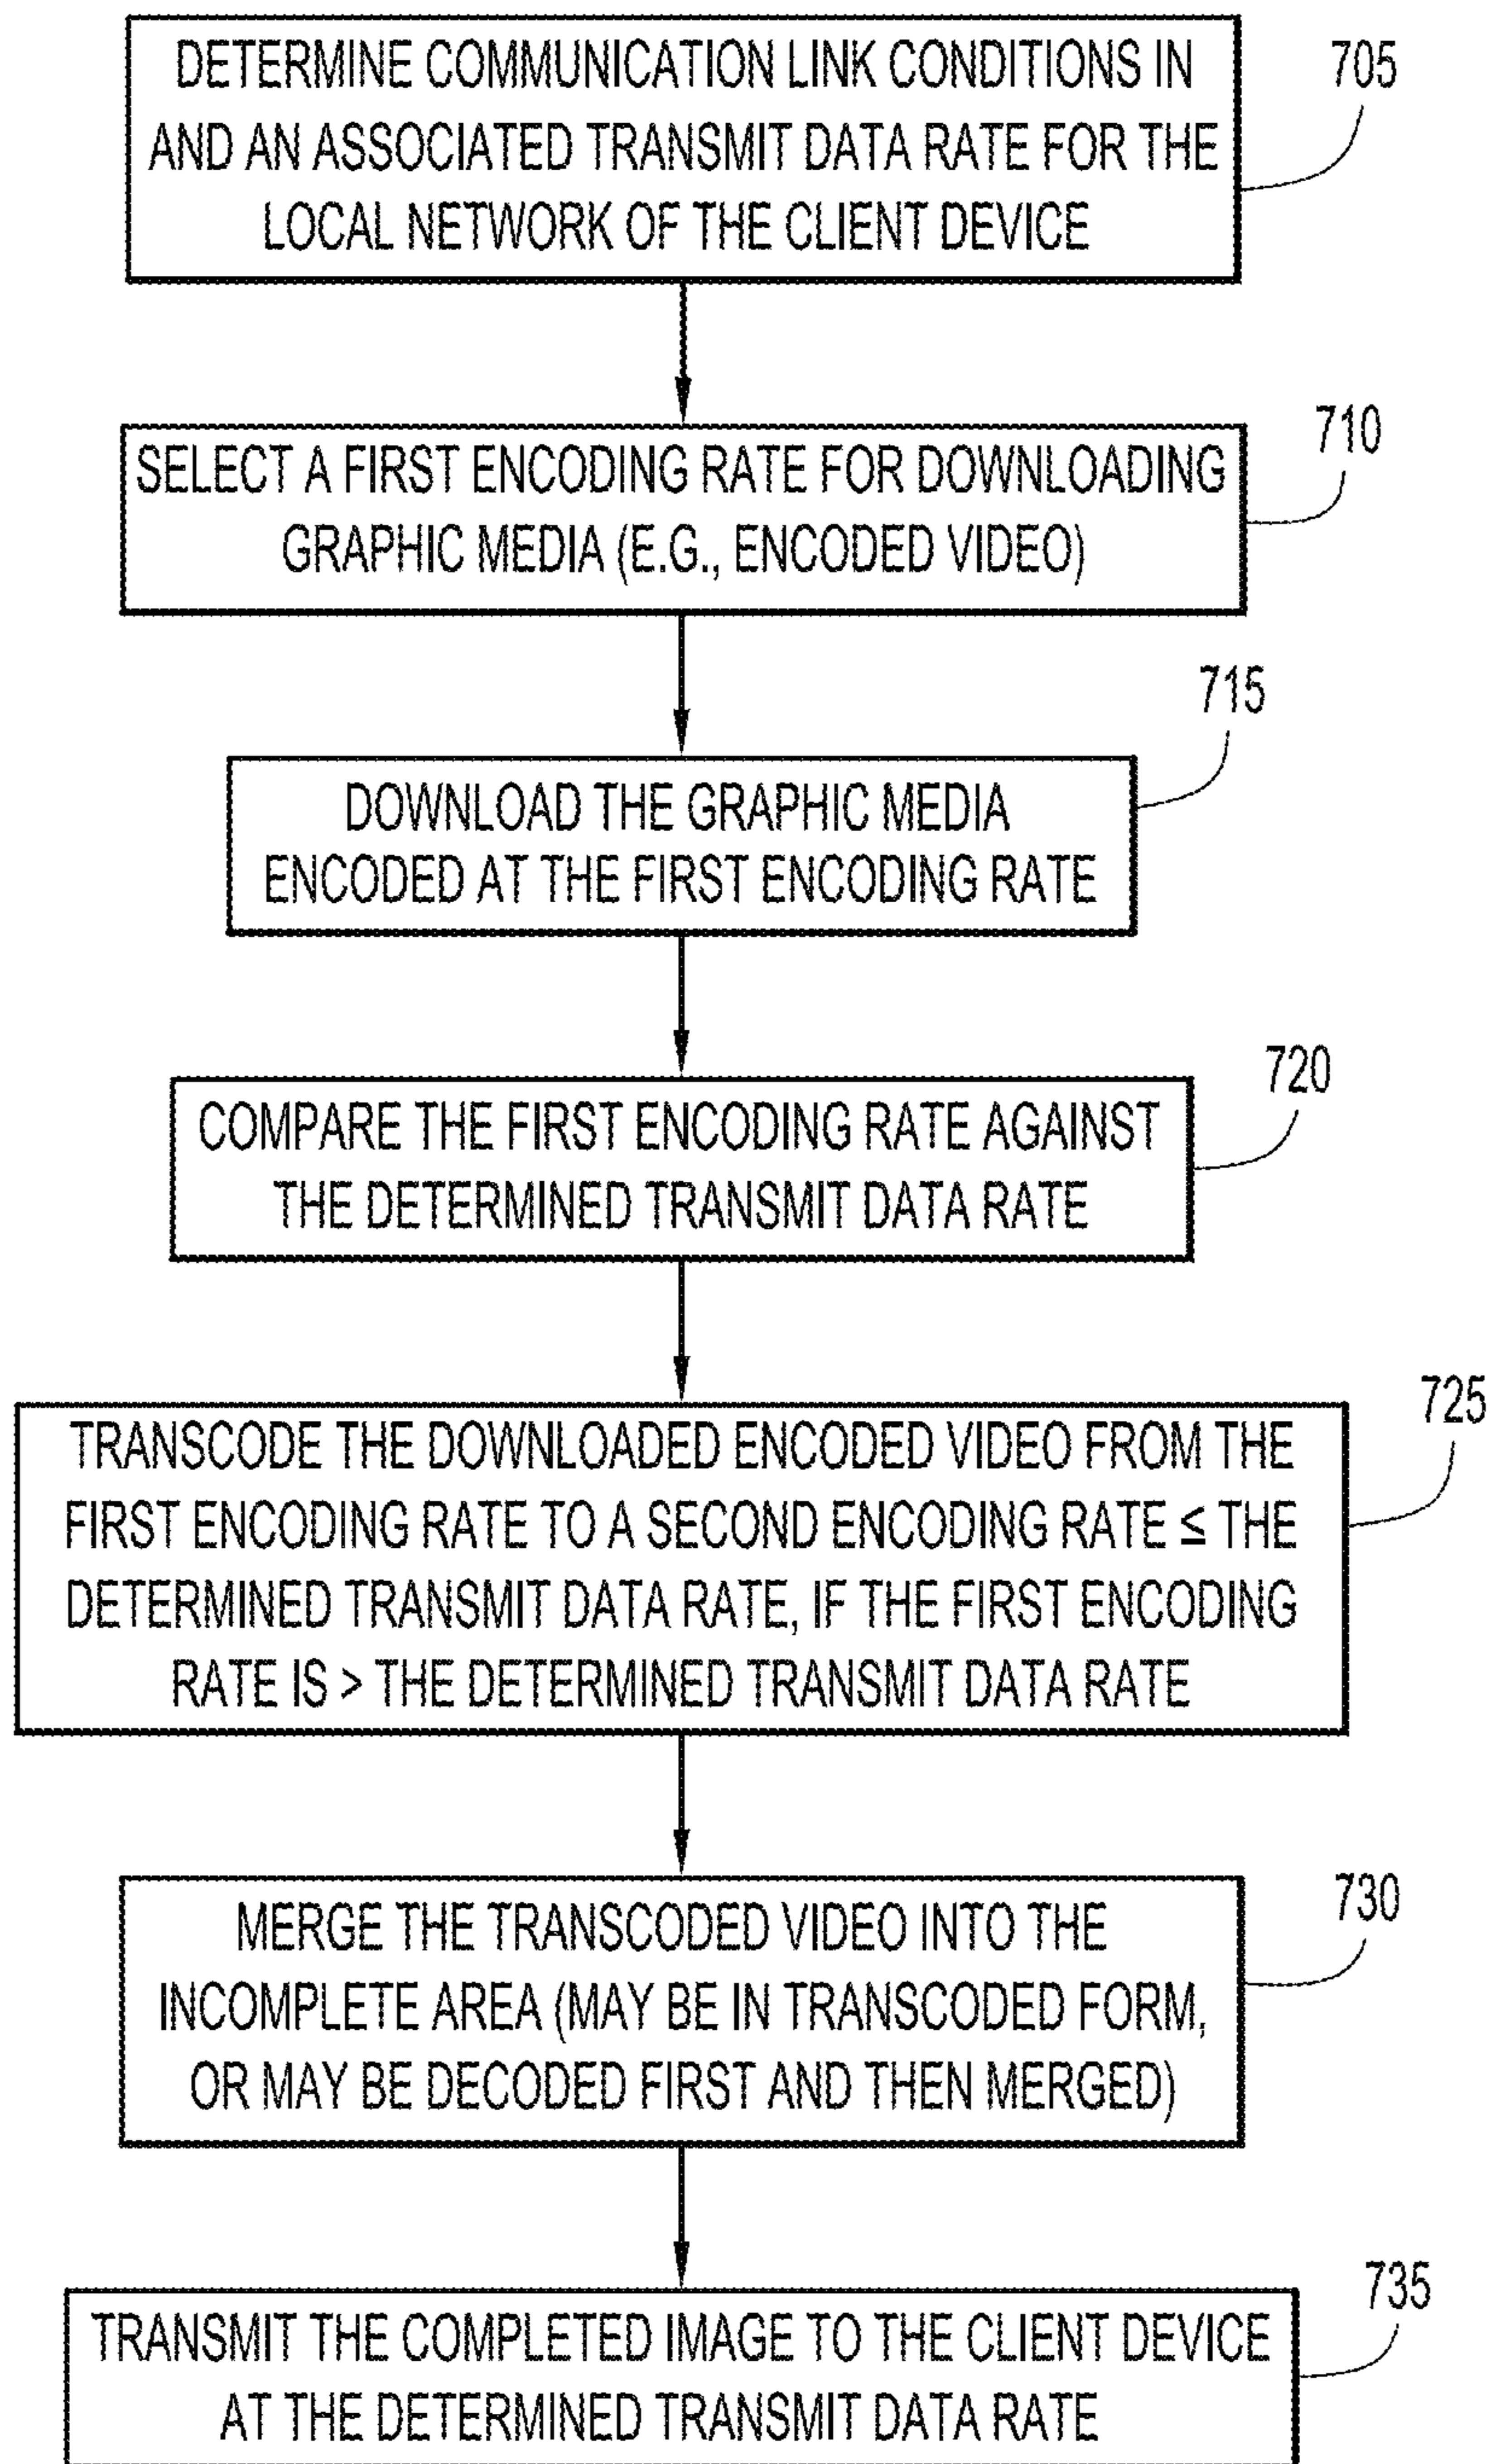 DETERMINE COMMUNICATION LINK CONDITIONS IN
AND AN ASSOCIATED TRANSMIT DATA RATE FOR THE
LOCAL NETWORK OF THE CLIENT DEVICE
705
SELECT A FIRST ENCODING RATE FOR DOWNLOADING
GRAPHIC MEDIA (E.G., ENCODED VIDEO)
710
DOWNLOAD THE GRAPHIC MEDIA
ENCODED AT THE FIRST ENCODING RATE
715
COMPARE THE FIRST ENCODING RATE AGAINST
THE DETERMINED TRANSMIT DATA RATE
720
TRANSCODE THE DOWNLOADED ENCODED VIDEO FROM THE
FIRST ENCODING RATE TO A SECOND ENCODING RATE ≤ THE
DETERMINED TRANSMIT DATA RATE, IF THE FIRST ENCODING
RATE IS > THE DETERMINED TRANSMIT DATA RATE
725
MERGE THE TRANSCODED VIDEO INTO THE
INCOMPLETE AREA (MAY BE IN TRANSCODED FORM,
OR MAY BE DECODED FIRST AND THEN MERGED)
730
TRANSMIT THE COMPLETED IMAGE TO THE CLIENT DEVICE
AT THE DETERMINED TRANSMIT DATA RATE
735